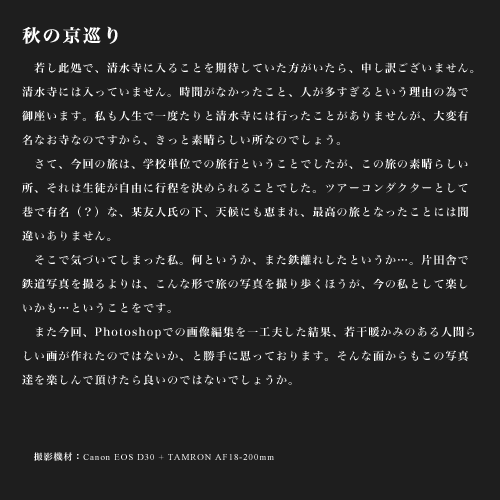 秋の京巡り
若し此処で、清水寺に入ることを期待していた方がいたら、申し訳ございません。
清水寺には入っていません。時間がなかったこと、人が多すぎるという理由の為で
御座います。私も人生で一度たりと清水寺には行ったことがありませんが、大変有
名なお寺なのですから、きっと素晴らしい所なのでしょう。
さて、今回の旅は、学校単位での旅行ということでしたが、この旅の素晴らしい
所、それは生徒が自由に行程を決められることでした。ツアーコンダクターとして
巷で有名（？）な、某友人氏の下、天候にも恵まれ、最高の旅となったことには間
違いありません。
そこで気づいてしまった私。何というか、また鉄離れしたというか…。片田舎で
鉄道写真を撮るよりは、こんな形で旅の写真を撮り歩くほうが、今の私として楽し
いかも…ということをです。
また今回、Photoshopでの画像編集を一工夫した結果、若干暖かみのある人間ら
しい画が作れたのではないか、と勝手に思っております。そんな面からもこの写真
達を楽しんで頂けたら良いのではないでしょうか。
撮影機材：Canon EOS D30 + TAMRON AF18-200mm